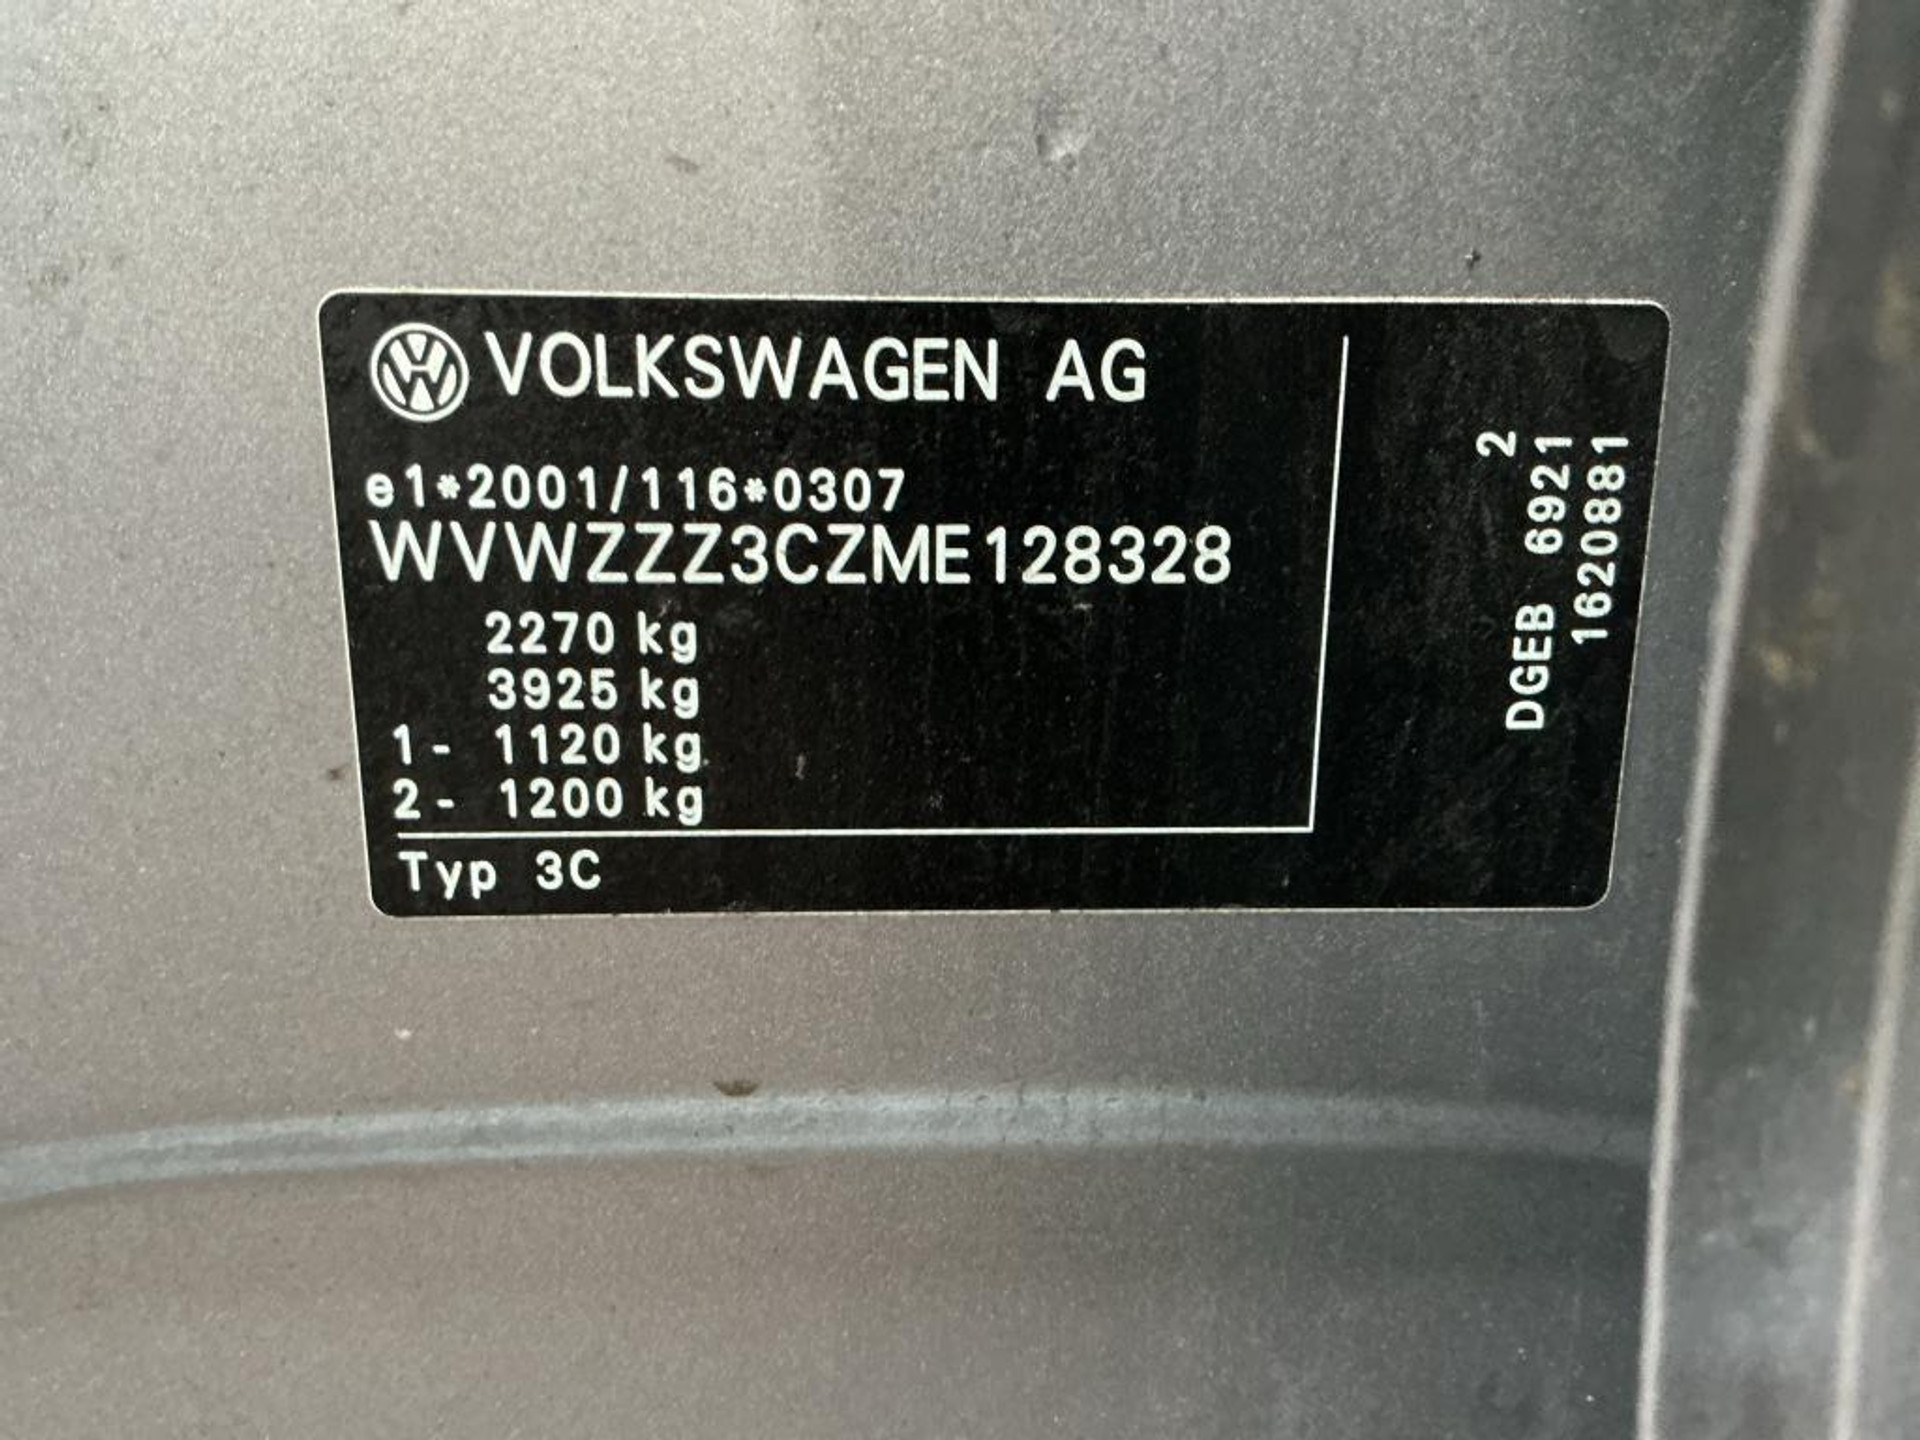 VOLKSWAGEN AG
e1*2001/116*0307
WVWZZZ3CZME128328
2270 kg
3925 kg
1- 1120 kg
2- 1200 kg
Typ 3C
2
DGEB 6921
1620881